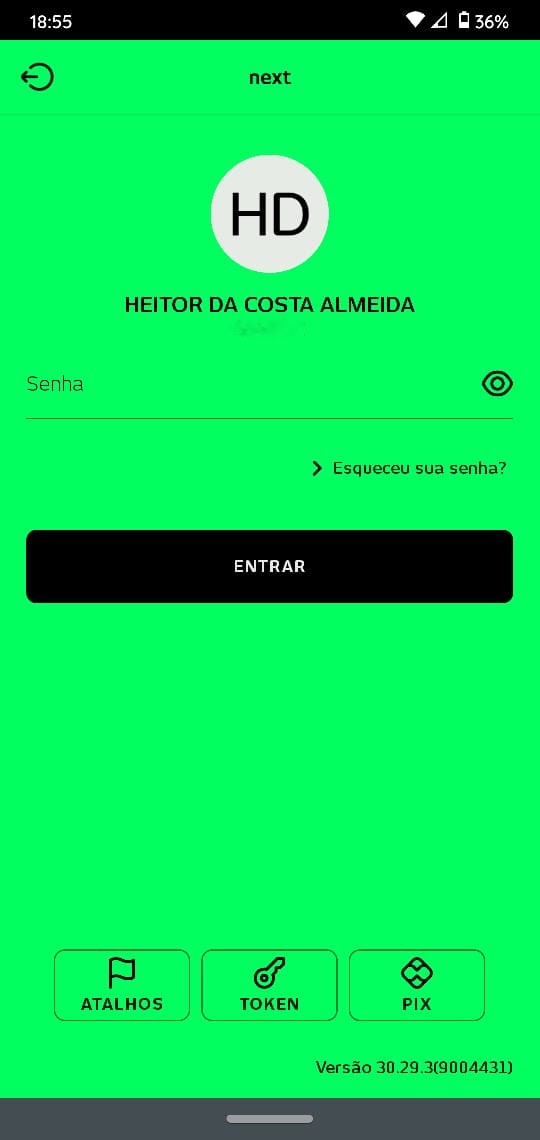 18:55 36%
next
HD
HEITOR DA COSTA ALMEIDA
Senha
Esqueceu sua senha?
ENTRAR
ATALHOS TOKEN PIX
Versão 30.29.3(9004431)